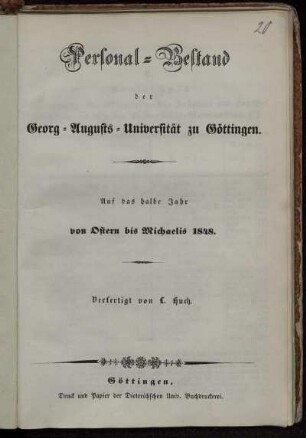 20
Personal=Bestand
der
Georg=Augusts=Universität zu Göttingen.
Auf das halbe Jahr
von Ostern bis Michaelis 1848.
Verfertigt von L. Huch.
Göttingen,
Druck und Papier der Dieterichschen Univ. Buchdruckerei.